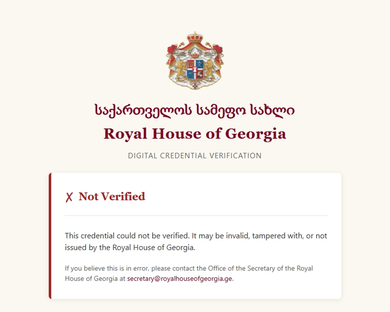 საქართველოს სამეფო სახლი
Royal House of Georgia
DIGITAL CREDENTIAL VERIFICATION
✗ Not Verified
This credential could not be verified. It may be invalid, tampered with, or not
issued by the Royal House of Georgia.
If you believe this is in error, please contact the Office of the Secretary of the Royal
House of Georgia at secretary@royalhouseofgeorgia.ge.